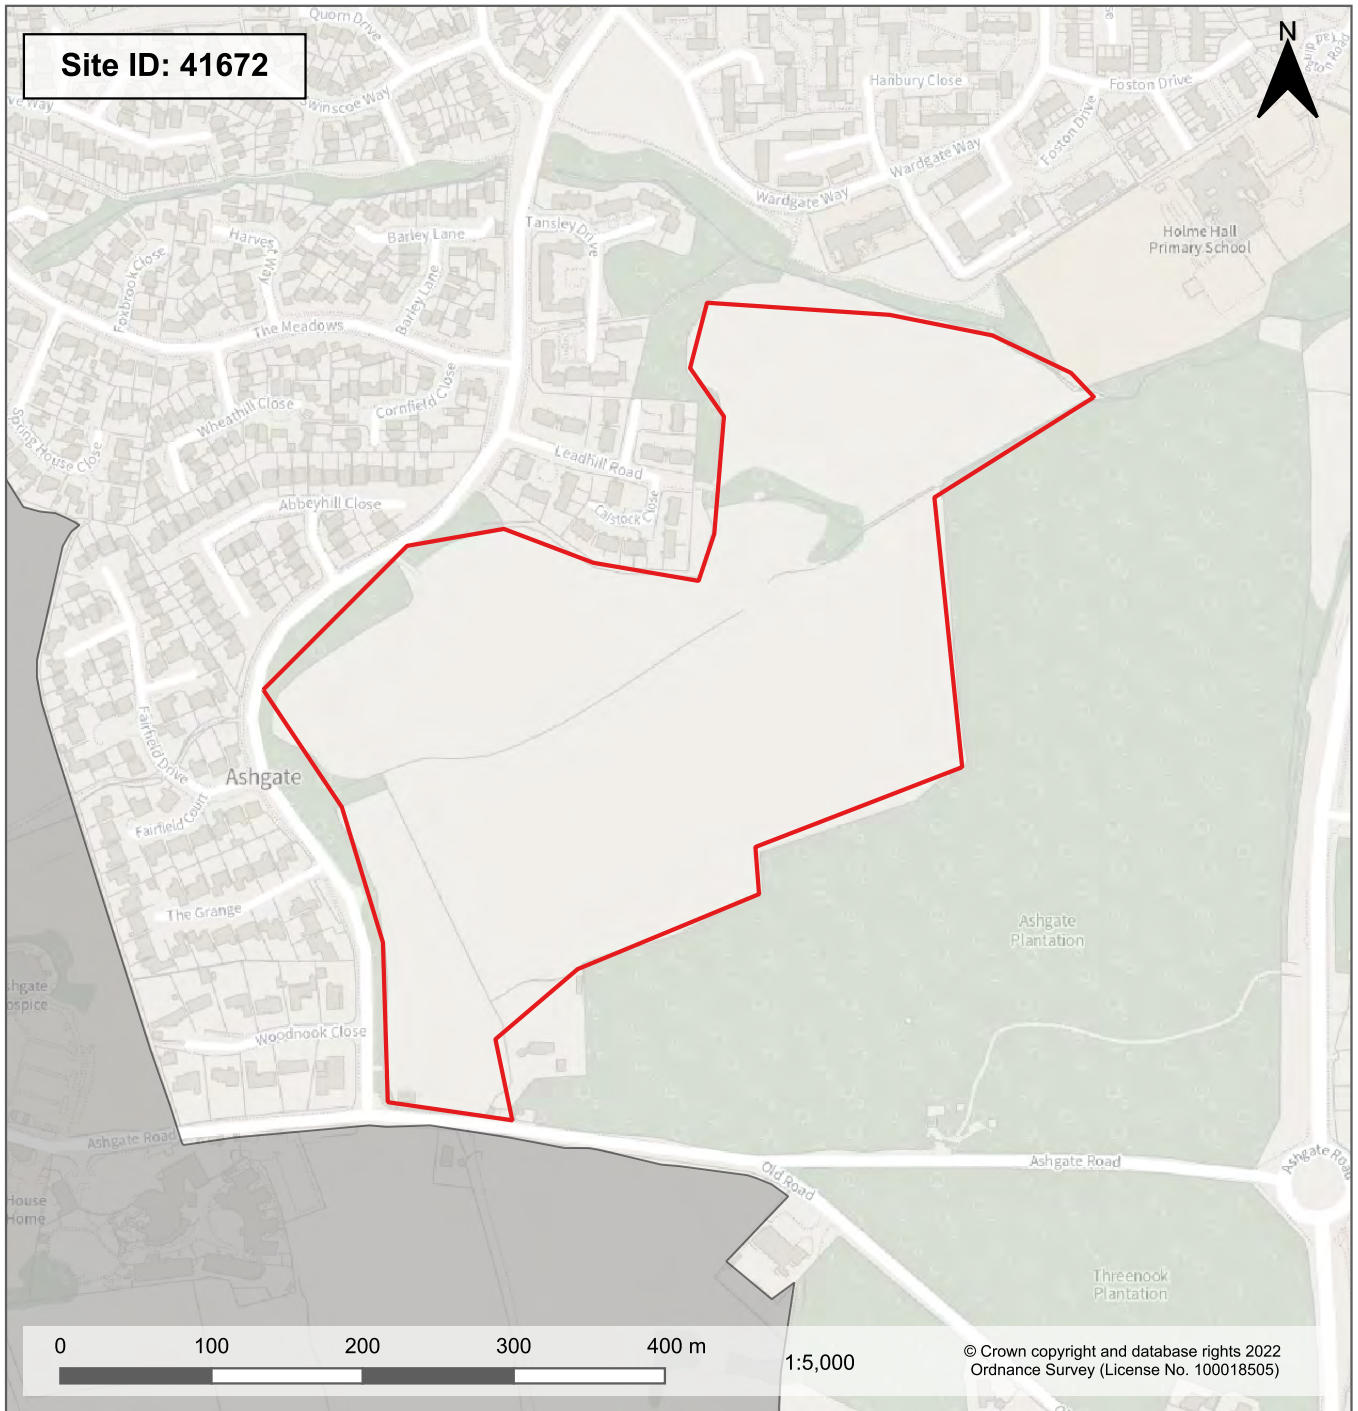 Site ID: 41672
N
Quorn Drive
Swinscoe Way
Hanbury Close
Foston Drive
Foston Drive
Wardgate Way
Wardgate Way
Tansley Drive
Holme Hall
Primary School
Harvest Way
Barley Lane
Barley Lane
Foxbrook Close
The Meadows
Cornfield Close
Wheathill Close
Spring House Close
Leadhill Road
Calstock Close
Abbeyhill Close
Fairfield Drive
Ashgate
Fairfield Court
The Grange
Ashgate
Plantation
shgate
ospice
Woodnook Close
Ashgate Road
Ashgate Road
Ashgate Road
Old Road
House
Home
Threenook
Plantation
0 100 200 300 400 m
1:5,000
© Crown copyright and database rights 2022
Ordnance Survey (License No. 100018505)